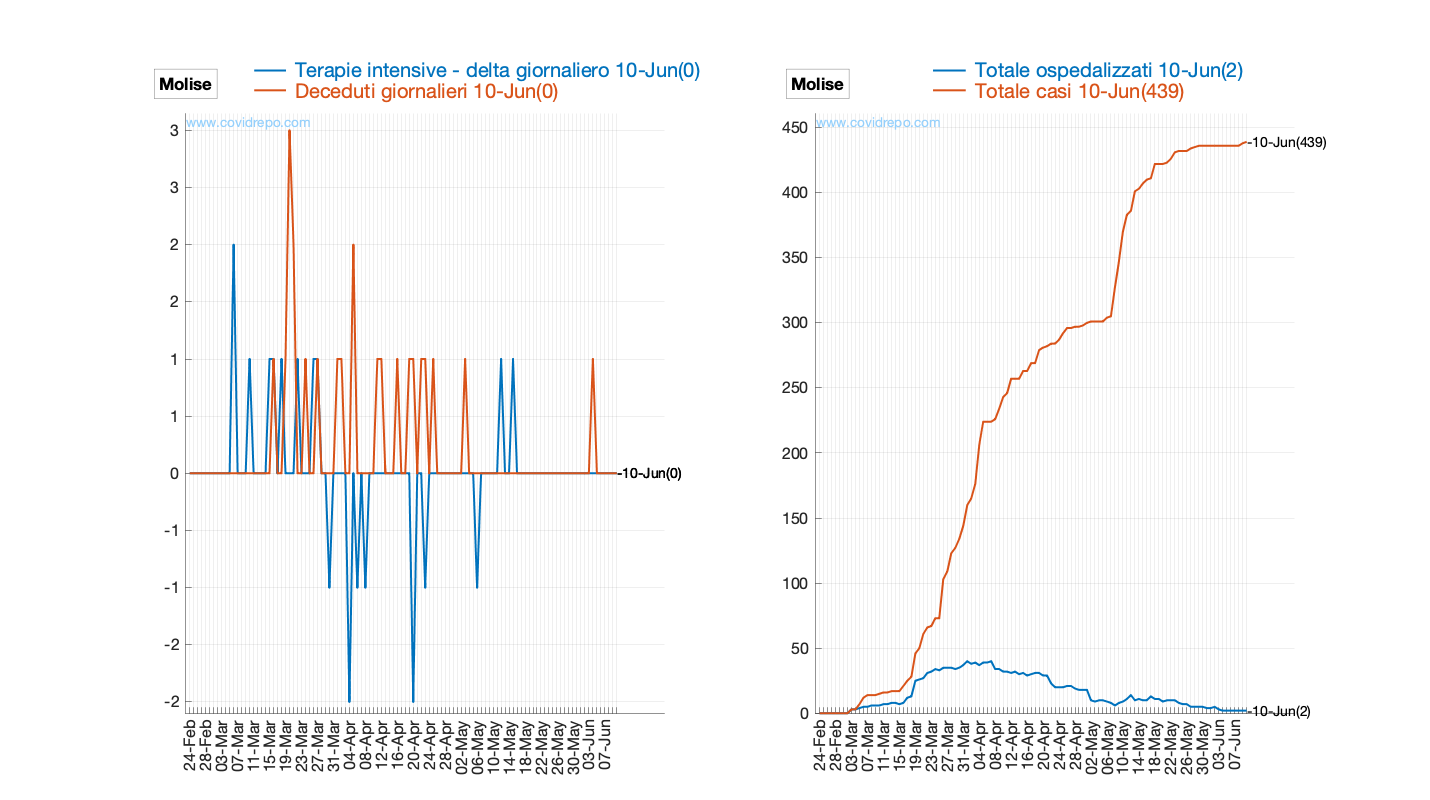 Molise
Terapie intensive - delta giornaliero 10-Jun(0)
Deceduti giornalieri 10-Jun(0)
www.covidrepo.com
3
3
2
2
1
1
0
-1
-1
-2
-2
-10-Jun(0)
24-Feb
28-Feb
03-Mar
07-Mar
11-Mar
15-Mar
19-Mar
23-Mar
27-Mar
31-Mar
04-Apr
08-Apr
12-Apr
16-Apr
20-Apr
24-Apr
28-Apr
02-May
06-May
10-May
14-May
18-May
22-May
26-May
30-May
03-Jun
07-Jun
Molise
Totale ospedalizzati 10-Jun(2)
Totale casi 10-Jun(439)
www.covidrepo.com
450
400
350
300
250
200
150
100
50
0
-10-Jun(439)
-10-Jun(2)
24-Feb
28-Feb
03-Mar
07-Mar
11-Mar
15-Mar
19-Mar
23-Mar
27-Mar
31-Mar
04-Apr
08-Apr
12-Apr
16-Apr
20-Apr
24-Apr
28-Apr
02-May
06-May
10-May
14-May
18-May
22-May
26-May
30-May
03-Jun
07-Jun